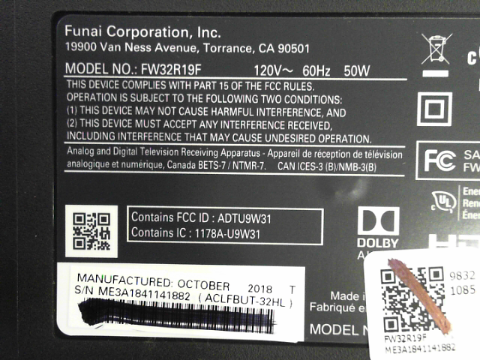 Funai Corporation, Inc.
19900 Van Ness Avenue, Torrance, CA 90501
MODEL NO.: FW32R19F 120V~ 60Hz 50W
THIS DEVICE COMPLIES WITH PART 15 OF THE FCC RULES.
OPERATION IS SUBJECT TO THE FOLLOWING TWO CONDITIONS:
(1) THIS DEVICE MAY NOT CAUSE HARMFUL INTERFERENCE, AND
(2) THIS DEVICE MUST ACCEPT ANY INTERFERENCE RECEIVED,
INCLUDING INTERFERENCE THAT MAY CAUSE UNDESIRED OPERATION.
Analog and Digital Television Receiving Apparatus - Appareil de réception de télévision
analogique et numérique, Canada BETS-7 / NTMR-7. CAN ICES-3 (B)/NMB-3(B)
FC SA
FW
UL
Ener
Contains FCC ID : ADTU9W31
Contains IC : 1178A-U9W31
DOLBY
MANUFACTURED: OCTOBER 2018 T
S/N ME3A1841141882 (ACLFBUT-32HL)
Made i
Fabriqué e
MODEL N
9832
1085
FW32R19F
ME3A1841141882